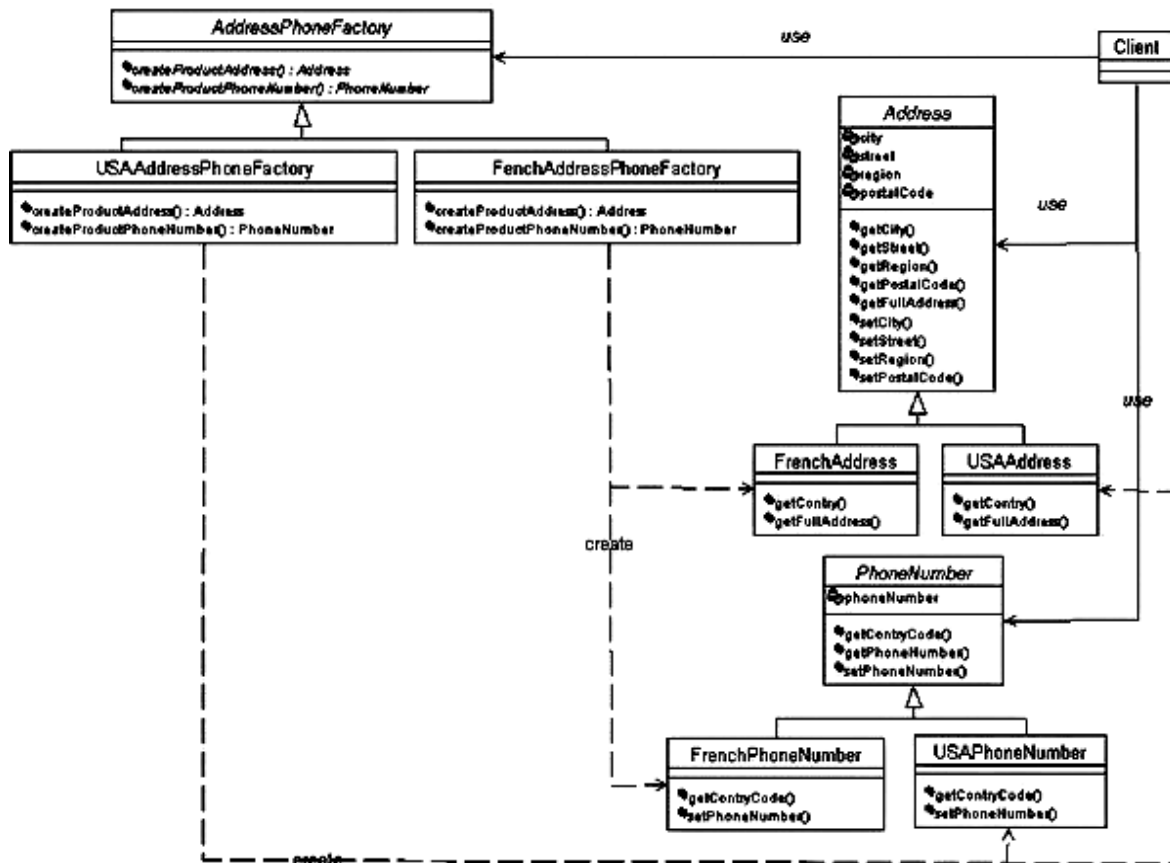 AddressPhoneFactory
createProductAddress() : Address
createProductPhoneNumber() : PhoneNumber
use
Client
USAAddressPhoneFactory
createProductAddress() : Address
createProductPhoneNumber() : PhoneNumber
FenchAddressPhoneFactory
createProductAddress() : Address
createProductPhoneNumber() : PhoneNumber
Address
city
street
region
postalCode
getCity()
getStreet()
getRegion()
getPostalCode()
getFullAddress()
setCity()
setStreet()
setRegion()
setPostalCode()
use
use
FrenchAddress
getContry()
getFullAddress()
USAAddress
getContry()
getFullAddress()
create
PhoneNumber
phoneNumber
getContryCode()
getPhoneNumber()
setPhoneNumber()
FrenchPhoneNumber
getContryCode()
setPhoneNumber()
USAPhoneNumber
getContryCode()
setPhoneNumber()
create